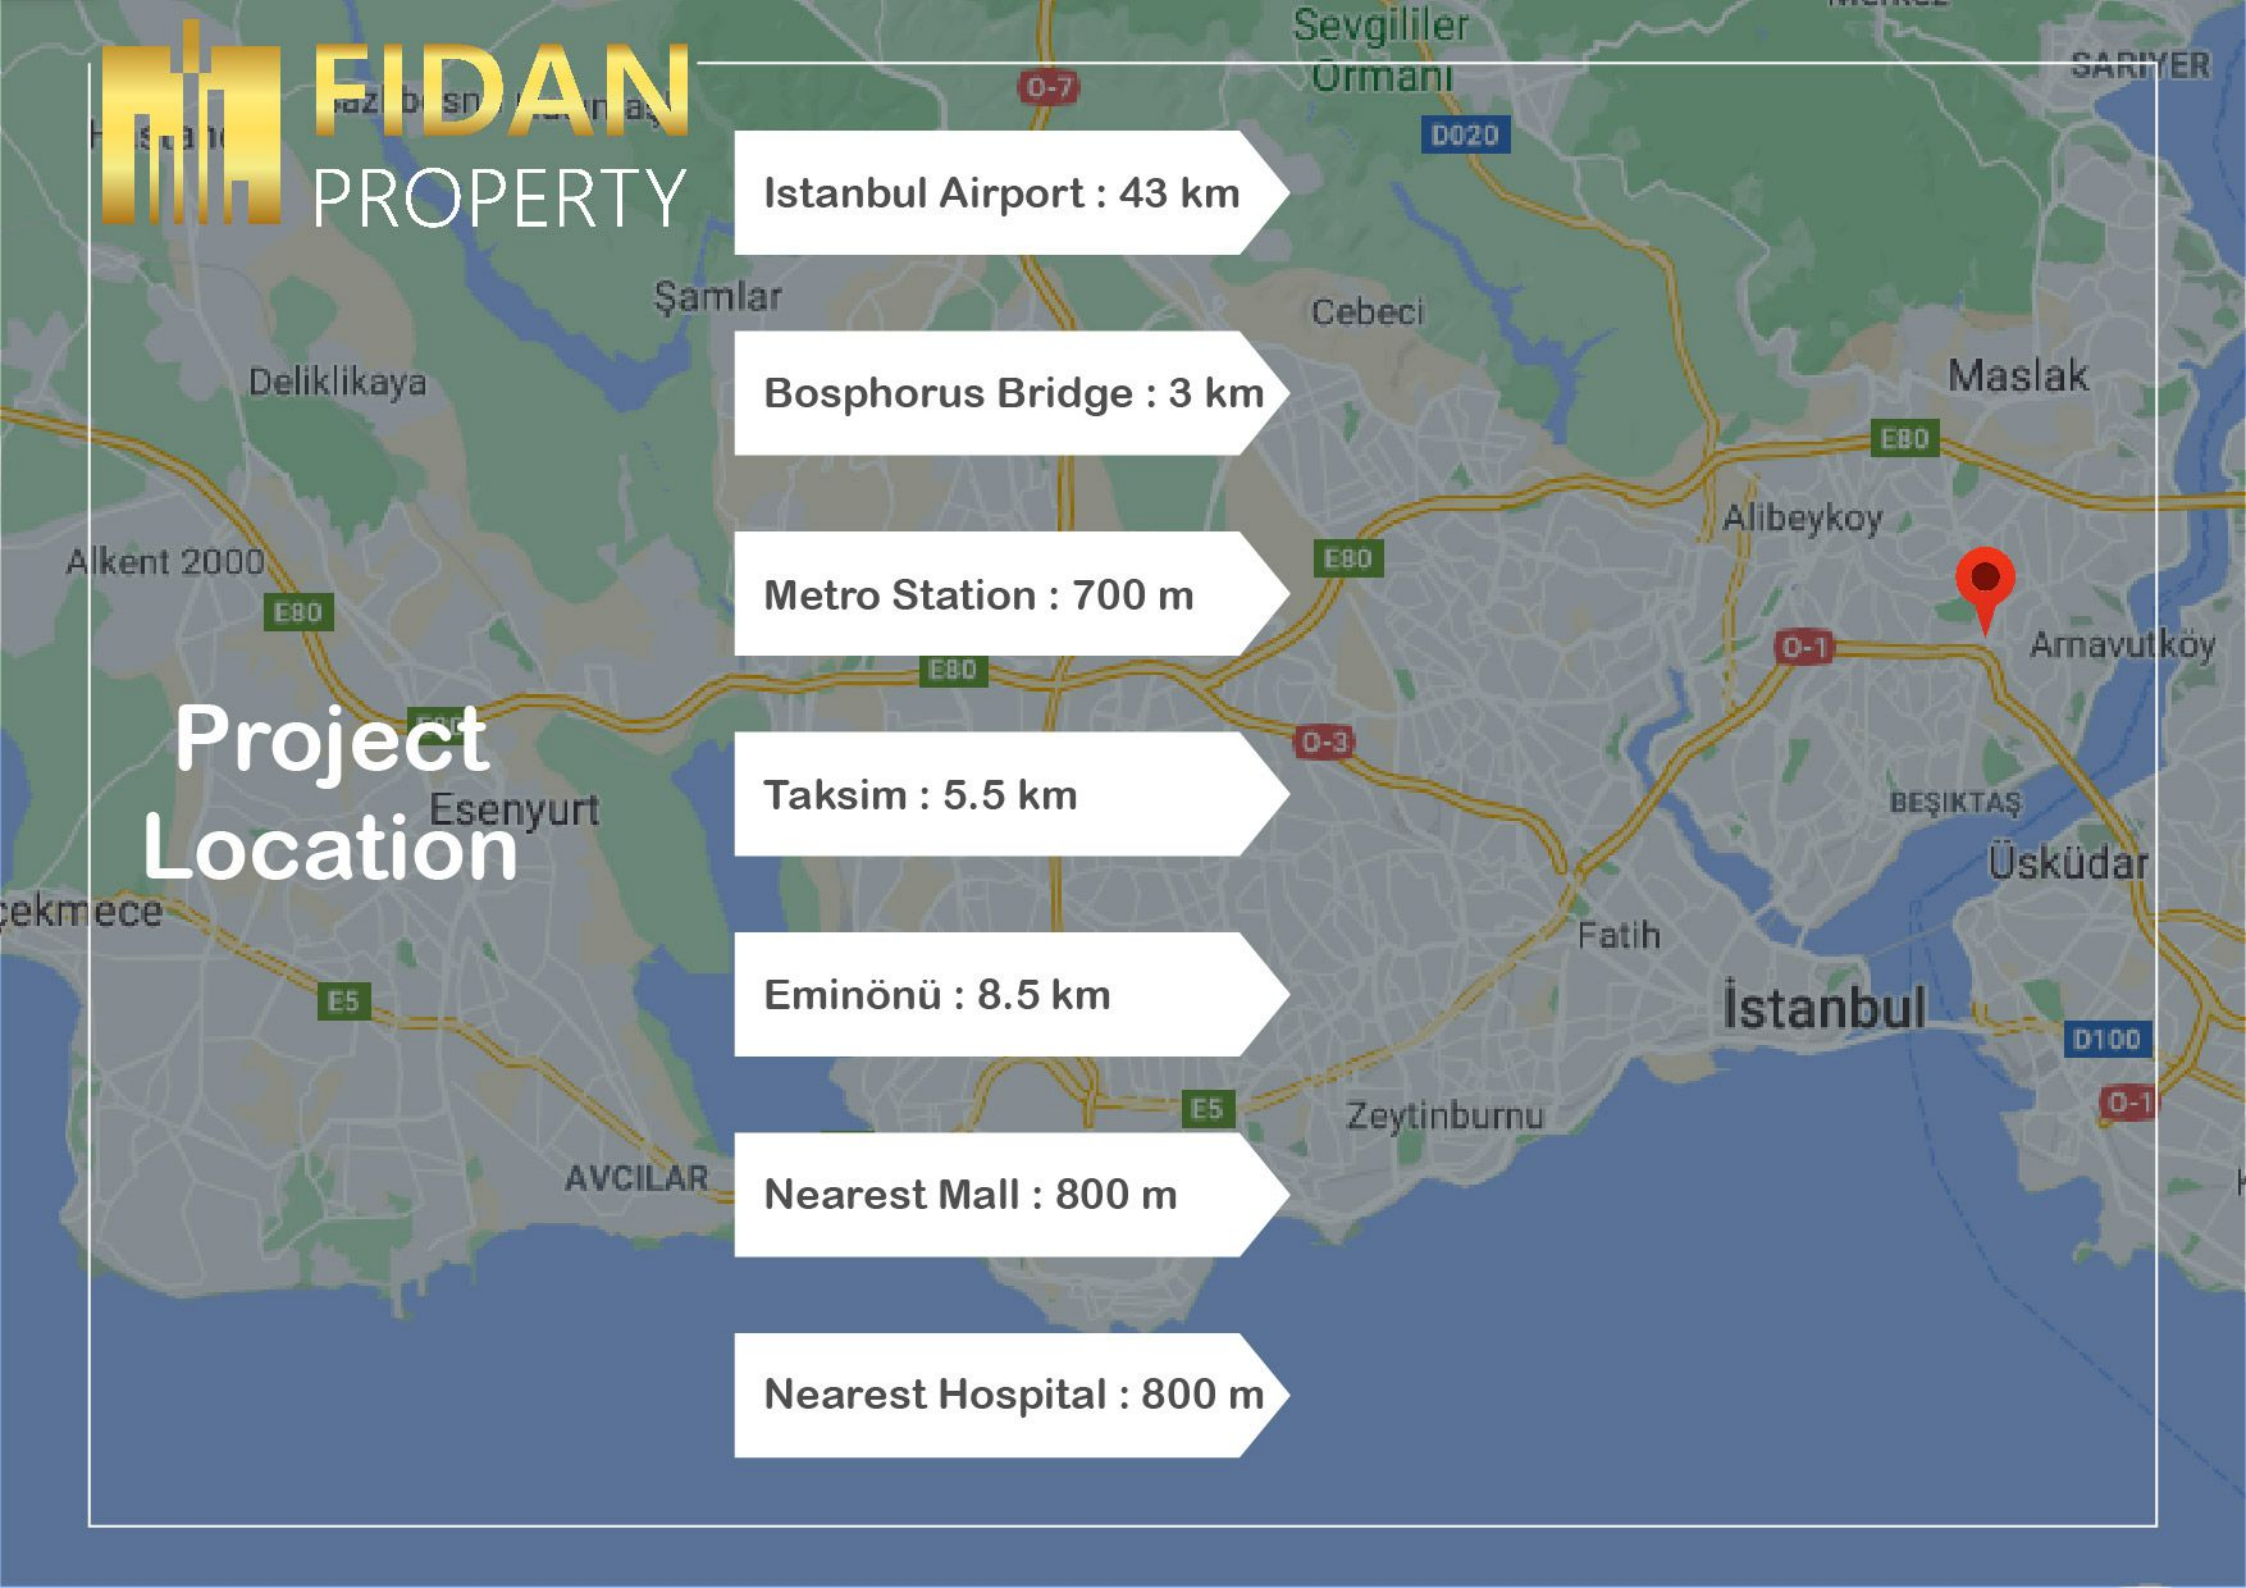 FIDAN
PROPERTY
Project
Location
Istanbul Airport : 43 km
Bosphorus Bridge : 3 km
Metro Station : 700 m
Taksim : 5.5 km
Eminönü : 8.5 km
Nearest Mall : 800 m
Nearest Hospital : 800 m
Sevgililer
Ormanı
SARIYER
O-7
D020
Şamlar
Cebeci
Deliklikaya
Maslak
E80
Alibeykoy
Alkent 2000
E80
E80
Arnavutköy
O-1
E80
E80
O-3
Esenyurt
BEŞİKTAŞ
Üsküdar
Fatih
E5
İstanbul
D100
O-1
E5
Zeytinburnu
AVCILAR